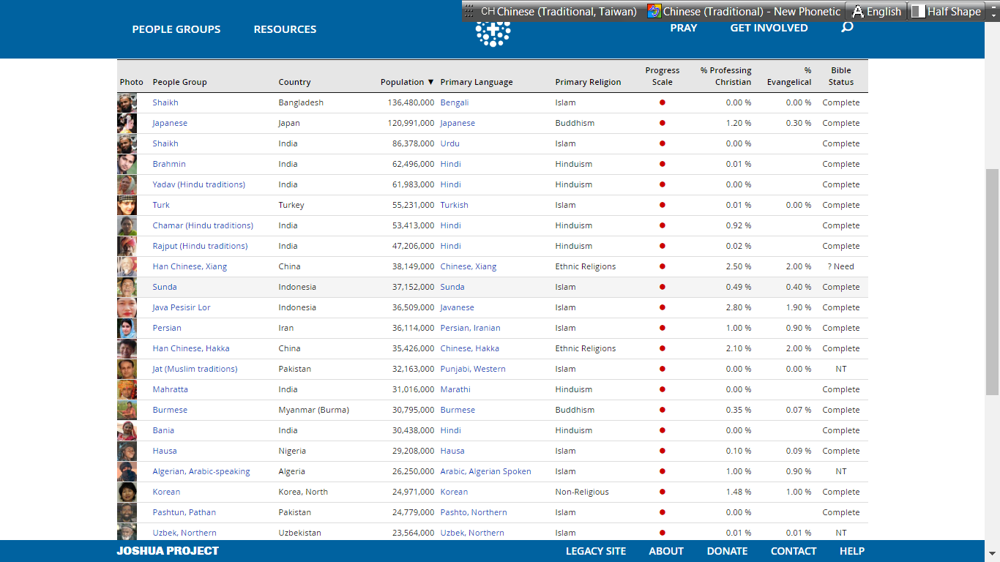 CH Chinese (Traditional, Taiwan) Chinese (Traditional) - New Phonetic A English Half Shape
PEOPLE GROUPS RESOURCES PRAY GET INVOLVED
Photo People Group Country Population ▼ Primary Language Primary Religion Progress Scale % Professing Christian % Evangelical Bible Status
Shaikh Bangladesh 136,480,000 Bengali Islam 0.00 % 0.00 % Complete
Japanese Japan 120,991,000 Japanese Buddhism 1.20 % 0.30 % Complete
Shaikh India 86,378,000 Urdu Islam 0.00 % Complete
Brahmin India 62,496,000 Hindi Hinduism 0.01 % Complete
Yadav (Hindu traditions) India 61,983,000 Hindi Hinduism 0.00 % Complete
Turk Turkey 55,231,000 Turkish Islam 0.01 % 0.00 % Complete
Chamar (Hindu traditions) India 53,413,000 Hindi Hinduism 0.92 % Complete
Rajput (Hindu traditions) India 47,206,000 Hindi Hinduism 0.02 % Complete
Han Chinese, Xiang China 38,149,000 Chinese, Xiang Ethnic Religions 2.50 % 2.00 % ? Need
Sunda Indonesia 37,152,000 Sunda Islam 0.49 % 0.40 % Complete
Java Pesisir Lor Indonesia 36,509,000 Javanese Islam 2.80 % 1.90 % Complete
Persian Iran 36,114,000 Persian, Iranian Islam 1.00 % 0.90 % Complete
Han Chinese, Hakka China 35,426,000 Chinese, Hakka Ethnic Religions 2.10 % 2.00 % Complete
Jat (Muslim traditions) Pakistan 32,163,000 Punjabi, Western Islam 0.00 % 0.00 % NT
Mahratta India 31,016,000 Marathi Hinduism 0.00 % Complete
Burmese Myanmar (Burma) 30,795,000 Burmese Buddhism 0.35 % 0.07 % Complete
Bania India 30,438,000 Hindi Hinduism 0.00 % Complete
Hausa Nigeria 29,208,000 Hausa Islam 0.10 % 0.09 % Complete
Algerian, Arabic-speaking Algeria 26,250,000 Arabic, Algerian Spoken Islam 1.00 % 0.90 % NT
Korean Korea, North 24,971,000 Korean Non-Religious 1.48 % 1.00 % Complete
Pashtun, Pathan Pakistan 24,779,000 Pashto, Northern Islam 0.00 % Complete
Uzbek, Northern Uzbekistan 23,564,000 Uzbek, Northern Islam 0.01 % 0.01 % NT
JOSHUA PROJECT LEGACY SITE ABOUT DONATE CONTACT HELP